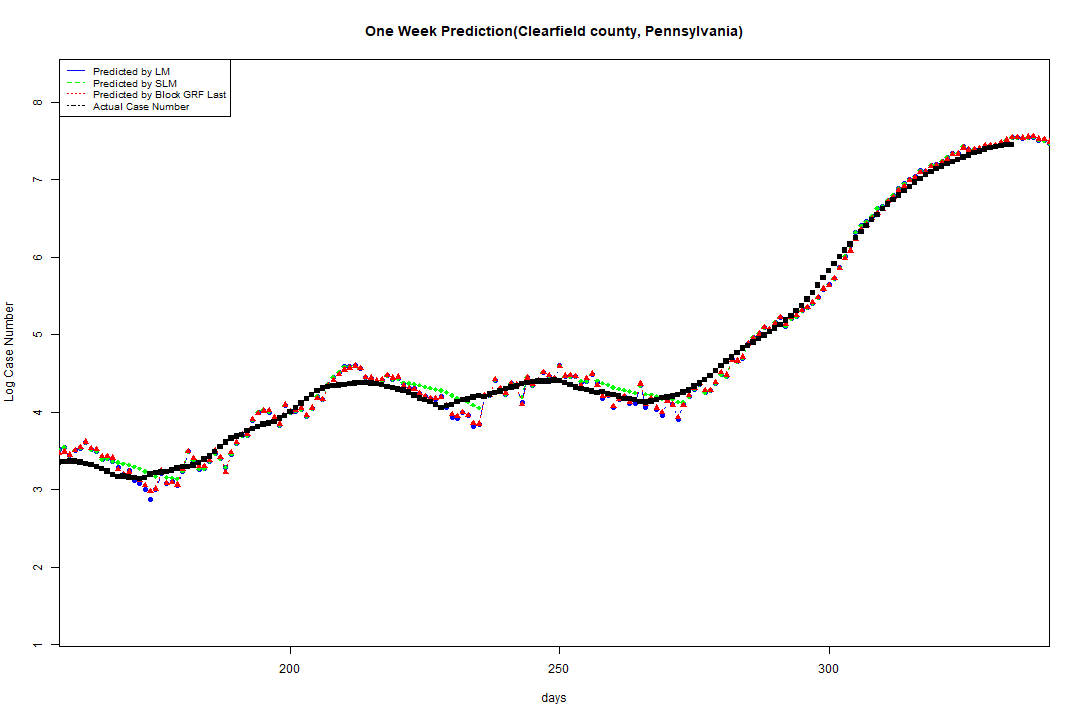 One Week Prediction(Clearfield county, Pennsylvania)
Predicted by LM
Predicted by SLM
Predicted by Block GRF Last
Actual Case Number
8
7
6
5
4
3
2
1
Log Case Number
200
250
300
days